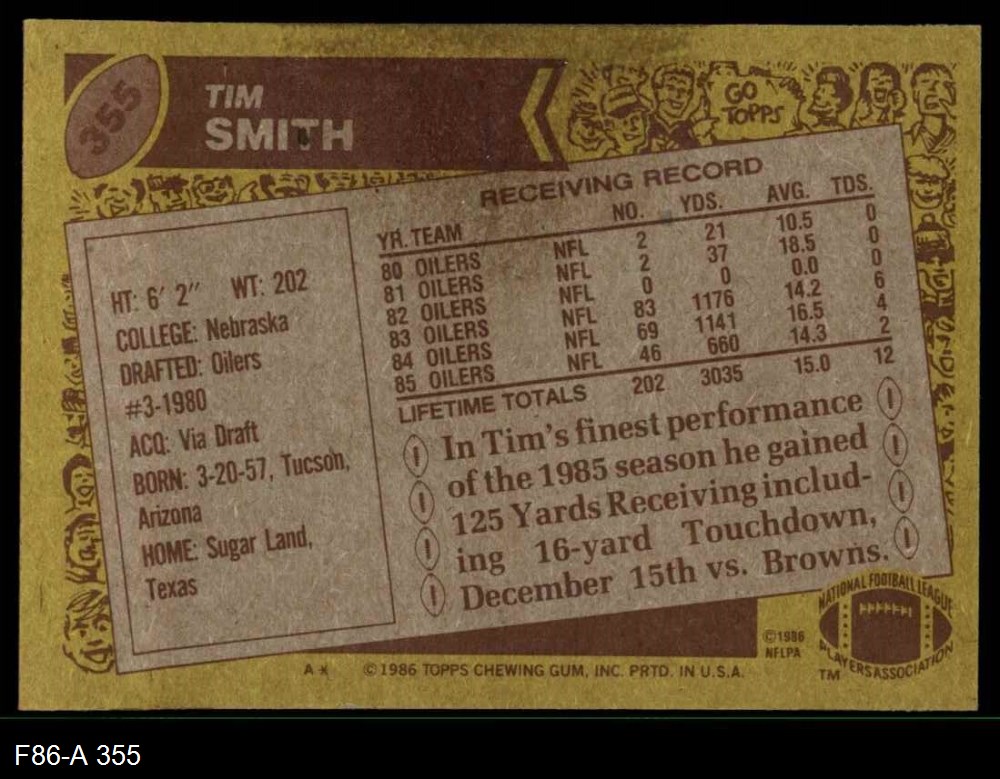 355
TIM
SMITH
GO
TOPPS
RECEIVING RECORD
YR. TEAM NO. YDS. AVG. TDS.
80 OILERS NFL 2 21 10.5 0
81 OILERS NFL 2 37 18.5 0
82 OILERS NFL 0 0 0.0 0
83 OILERS NFL 83 1176 14.2 6
84 OILERS NFL 69 1141 16.5 4
85 OILERS NFL 46 660 14.3 2
LIFETIME TOTALS 202 3035 15.0 12
HT: 6' 2" WT: 202
COLLEGE: Nebraska
DRAFTED: Oilers
#3-1980
ACQ: Via Draft
BORN: 3-20-57, Tucson,
Arizona
HOME: Sugar Land,
Texas
In Tim's finest performance
of the 1985 season he gained
125 Yards Receiving includ-
ing 16-yard Touchdown,
December 15th vs. Browns.
©1986
NFLPA
NATIONAL FOOTBALL LEAGUE
PLAYERS ASSOCIATION
TM
A* ©1986 TOPPS CHEWING GUM, INC. PRTD. IN U.S.A.
F86-A 355